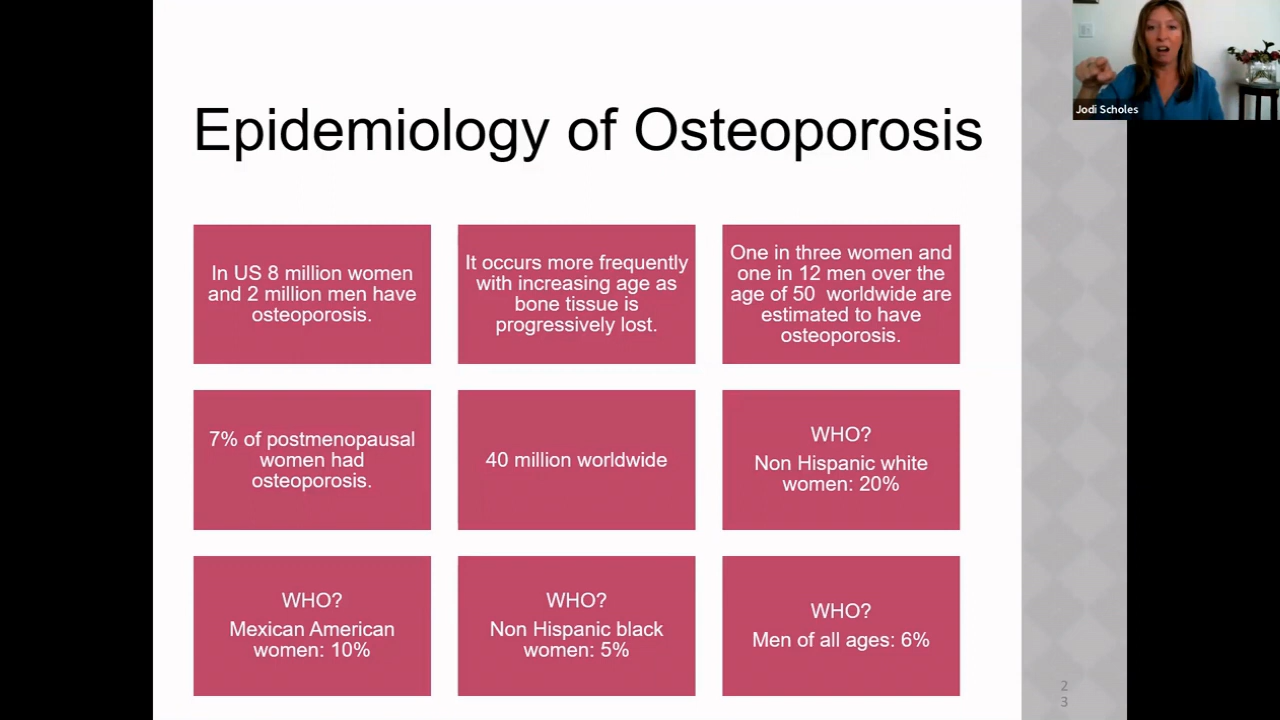 Jodi Scholes
Epidemiology of Osteoporosis
In US 8 million women
and 2 million men have
osteoporosis.
It occurs more frequently
with increasing age as
bone tissue is
progressively lost.
One in three women and
one in 12 men over the
age of 50 worldwide are
estimated to have
osteoporosis.
7% of postmenopausal
women had
osteoporosis.
40 million worldwide
WHO?
Non Hispanic white
women: 20%
WHO?
Mexican American
women: 10%
WHO?
Non Hispanic black
women: 5%
WHO?
Men of all ages: 6%
2
3